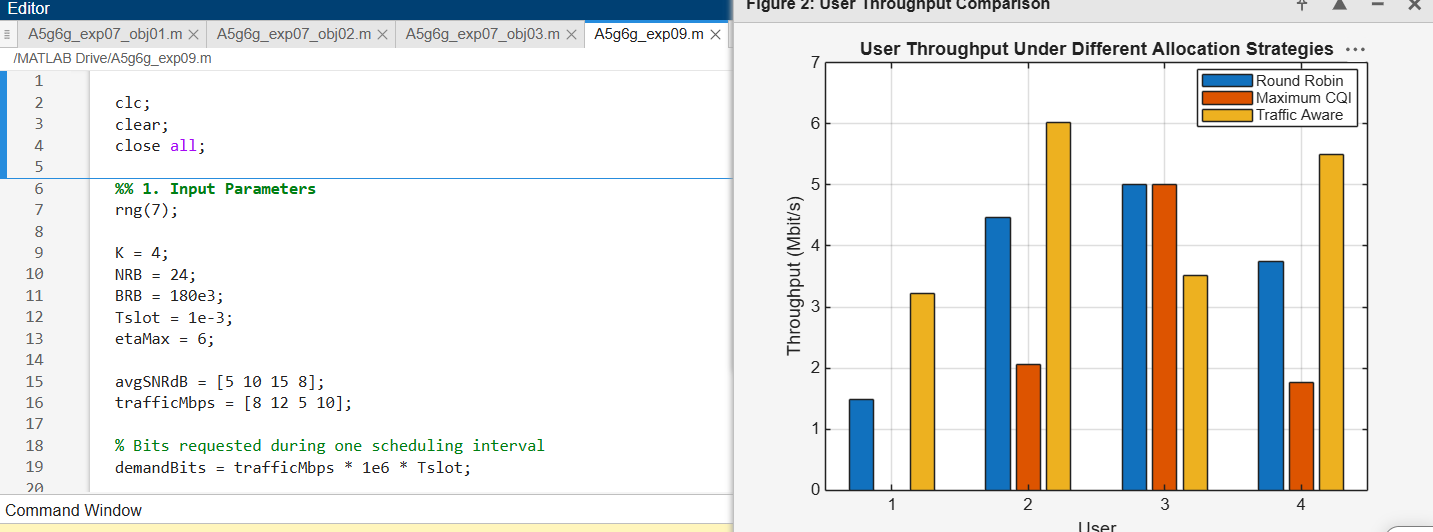 Editor
A5g6g_exp07_obj01.m
A5g6g_exp07_obj02.m
A5g6g_exp07_obj03.m
A5g6g_exp09.m
/MATLAB Drive/A5g6g_exp09.m
1
2 clc;
3 clear;
4 close all;
5
6 %% 1. Input Parameters
7 rng(7);
8
9 K = 4;
10 NRB = 24;
11 BRB = 180e3;
12 Tslot = 1e-3;
13 etaMax = 6;
14
15 avgSNRdB = [5 10 15 8];
16 trafficMbps = [8 12 5 10];
17
18 % Bits requested during one scheduling interval
19 demandBits = trafficMbps * 1e6 * Tslot;
20
Command Window
Figure 2: User Throughput Comparison
User Throughput Under Different Allocation Strategies
Round Robin
Maximum CQI
Traffic Aware
Throughput (Mbit/s)
7
6
5
4
3
2
1
0
1 2 3 4
User